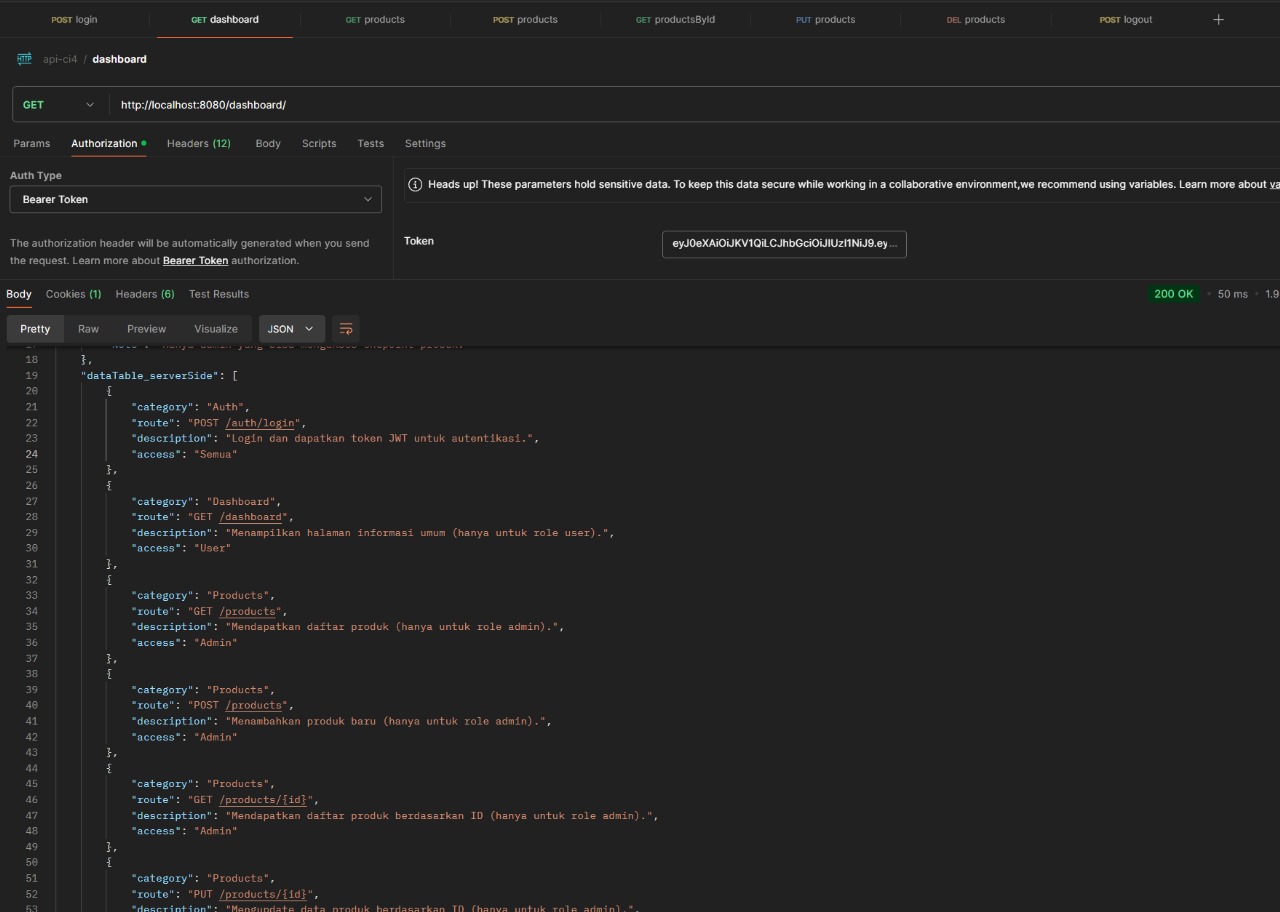 POST login GET dashboard GET products POST products GET productsById PUT products DEL products POST logout +
HTTP api-ci4 / dashboard
GET http://localhost:8080/dashboard/
Params Authorization Headers (12) Body Scripts Tests Settings
Auth Type
Bearer Token
The authorization header will be automatically generated when you send
the request. Learn more about Bearer Token authorization.
Heads up! These parameters hold sensitive data. To keep this data secure while working in a collaborative environment,we recommend using variables. Learn more about va
Token eyJ0eXAiOiJKV1QiLCJhbGciOiJIUzI1NiJ9.ey...
Body Cookies (1) Headers (6) Test Results 200 OK • 50 ms • 1.9
Pretty Raw Preview Visualize JSON
18 },
19 "dataTable_serverSide": [
20 {
21 "category": "Auth",
22 "route": "POST /auth/login",
23 "description": "Login dan dapatkan token JWT untuk autentikasi.",
24 "access": "Semua"
25 },
26 {
27 "category": "Dashboard",
28 "route": "GET /dashboard",
29 "description": "Menampilkan halaman informasi umum (hanya untuk role user).",
30 "access": "User"
31 },
32 {
33 "category": "Products",
34 "route": "GET /products",
35 "description": "Mendapatkan daftar produk (hanya untuk role admin).",
36 "access": "Admin"
37 },
38 {
39 "category": "Products",
40 "route": "POST /products",
41 "description": "Menambahkan produk baru (hanya untuk role admin).",
42 "access": "Admin"
43 },
44 {
45 "category": "Products",
46 "route": "GET /products/{id}",
47 "description": "Mendapatkan daftar produk berdasarkan ID (hanya untuk role admin).",
48 "access": "Admin"
49 },
50 {
51 "category": "Products",
52 "route": "PUT /products/{id}",
53 "description": "Mengupdate data produk berdasarkan ID (hanya untuk role admin).",